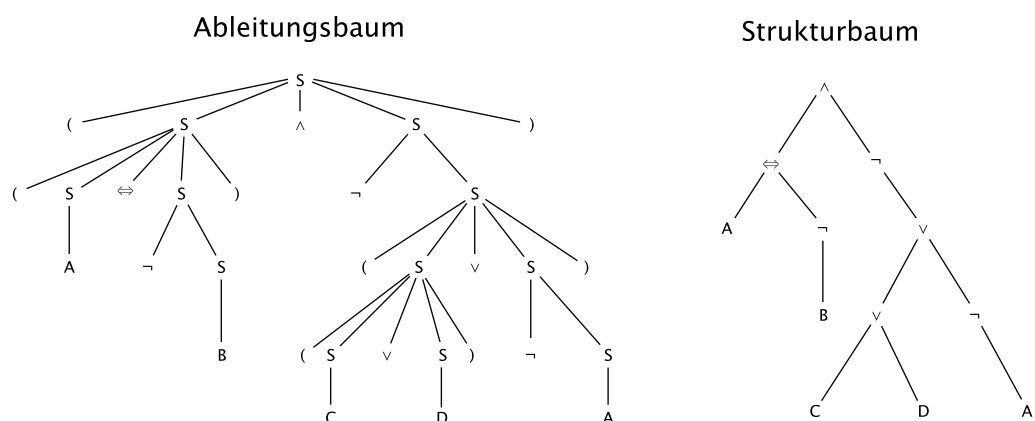 Ableitungsbaum Strukturbaum
S ∧
( S ∧ S )
( S ⇔ S ) ¬ S ⇔ ¬
A ¬ S ( S ∨ S ) A ¬ ∨
B ( S ∨ S ) ¬ S B ∨ ¬
C D A C D A